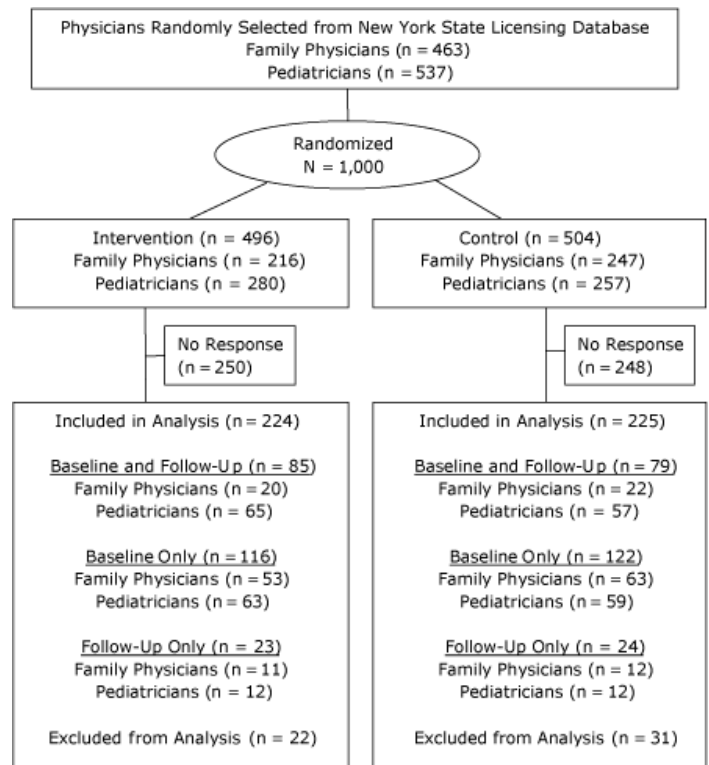 Physicians Randomly Selected from New York State Licensing Database
Family Physicians (n = 463)
Pediatricians (n = 537)
Randomized
N = 1,000
Intervention (n = 496)
Family Physicians (n = 216)
Pediatricians (n = 280)
Control (n = 504)
Family Physicians (n = 247)
Pediatricians (n = 257)
No Response
(n = 250)
No Response
(n = 248)
Included in Analysis (n = 224)
Baseline and Follow-Up (n = 85)
Family Physicians (n = 20)
Pediatricians (n = 65)
Baseline Only (n = 116)
Family Physicians (n = 53)
Pediatricians (n = 63)
Follow-Up Only (n = 23)
Family Physicians (n = 11)
Pediatricians (n = 12)
Excluded from Analysis (n = 22)
Included in Analysis (n = 225)
Baseline and Follow-Up (n = 79)
Family Physicians (n = 22)
Pediatricians (n = 57)
Baseline Only (n = 122)
Family Physicians (n = 63)
Pediatricians (n = 59)
Follow-Up Only (n = 24)
Family Physicians (n = 12)
Pediatricians (n = 12)
Excluded from Analysis (n = 31)